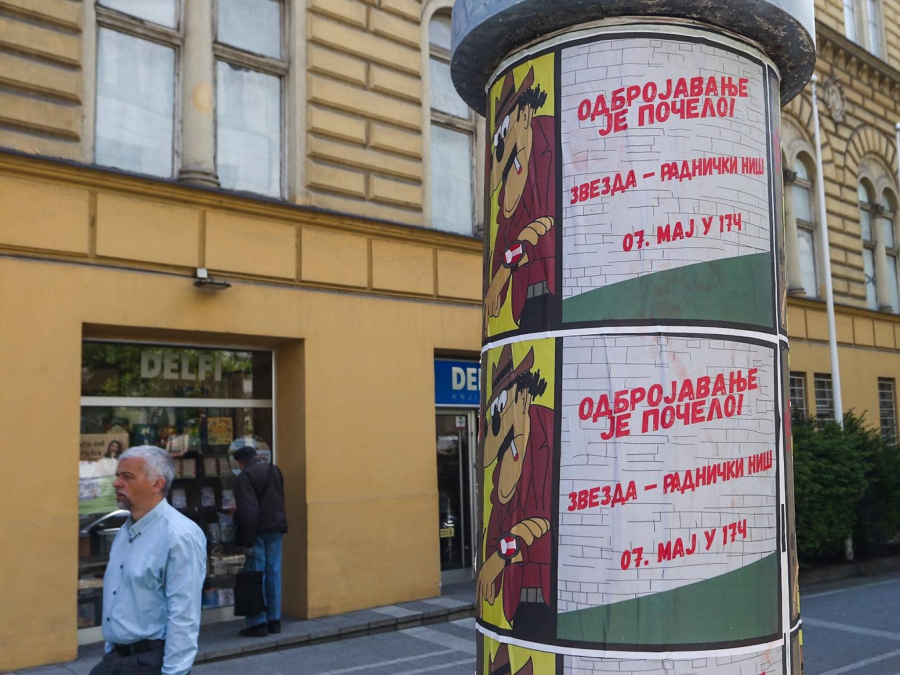 DELFI
DE
ОДБРОЈАВАЊЕ
ЈЕ ПОЧЕЛО!
ЗВЕЗДА – РАДНИЧКИ НИШ
07. МАЈ У 17Ч
ОДБРОЈАВАЊЕ
ЈЕ ПОЧЕЛО!
ЗВЕЗДА – РАДНИЧКИ НИШ
07. МАЈ У 17Ч